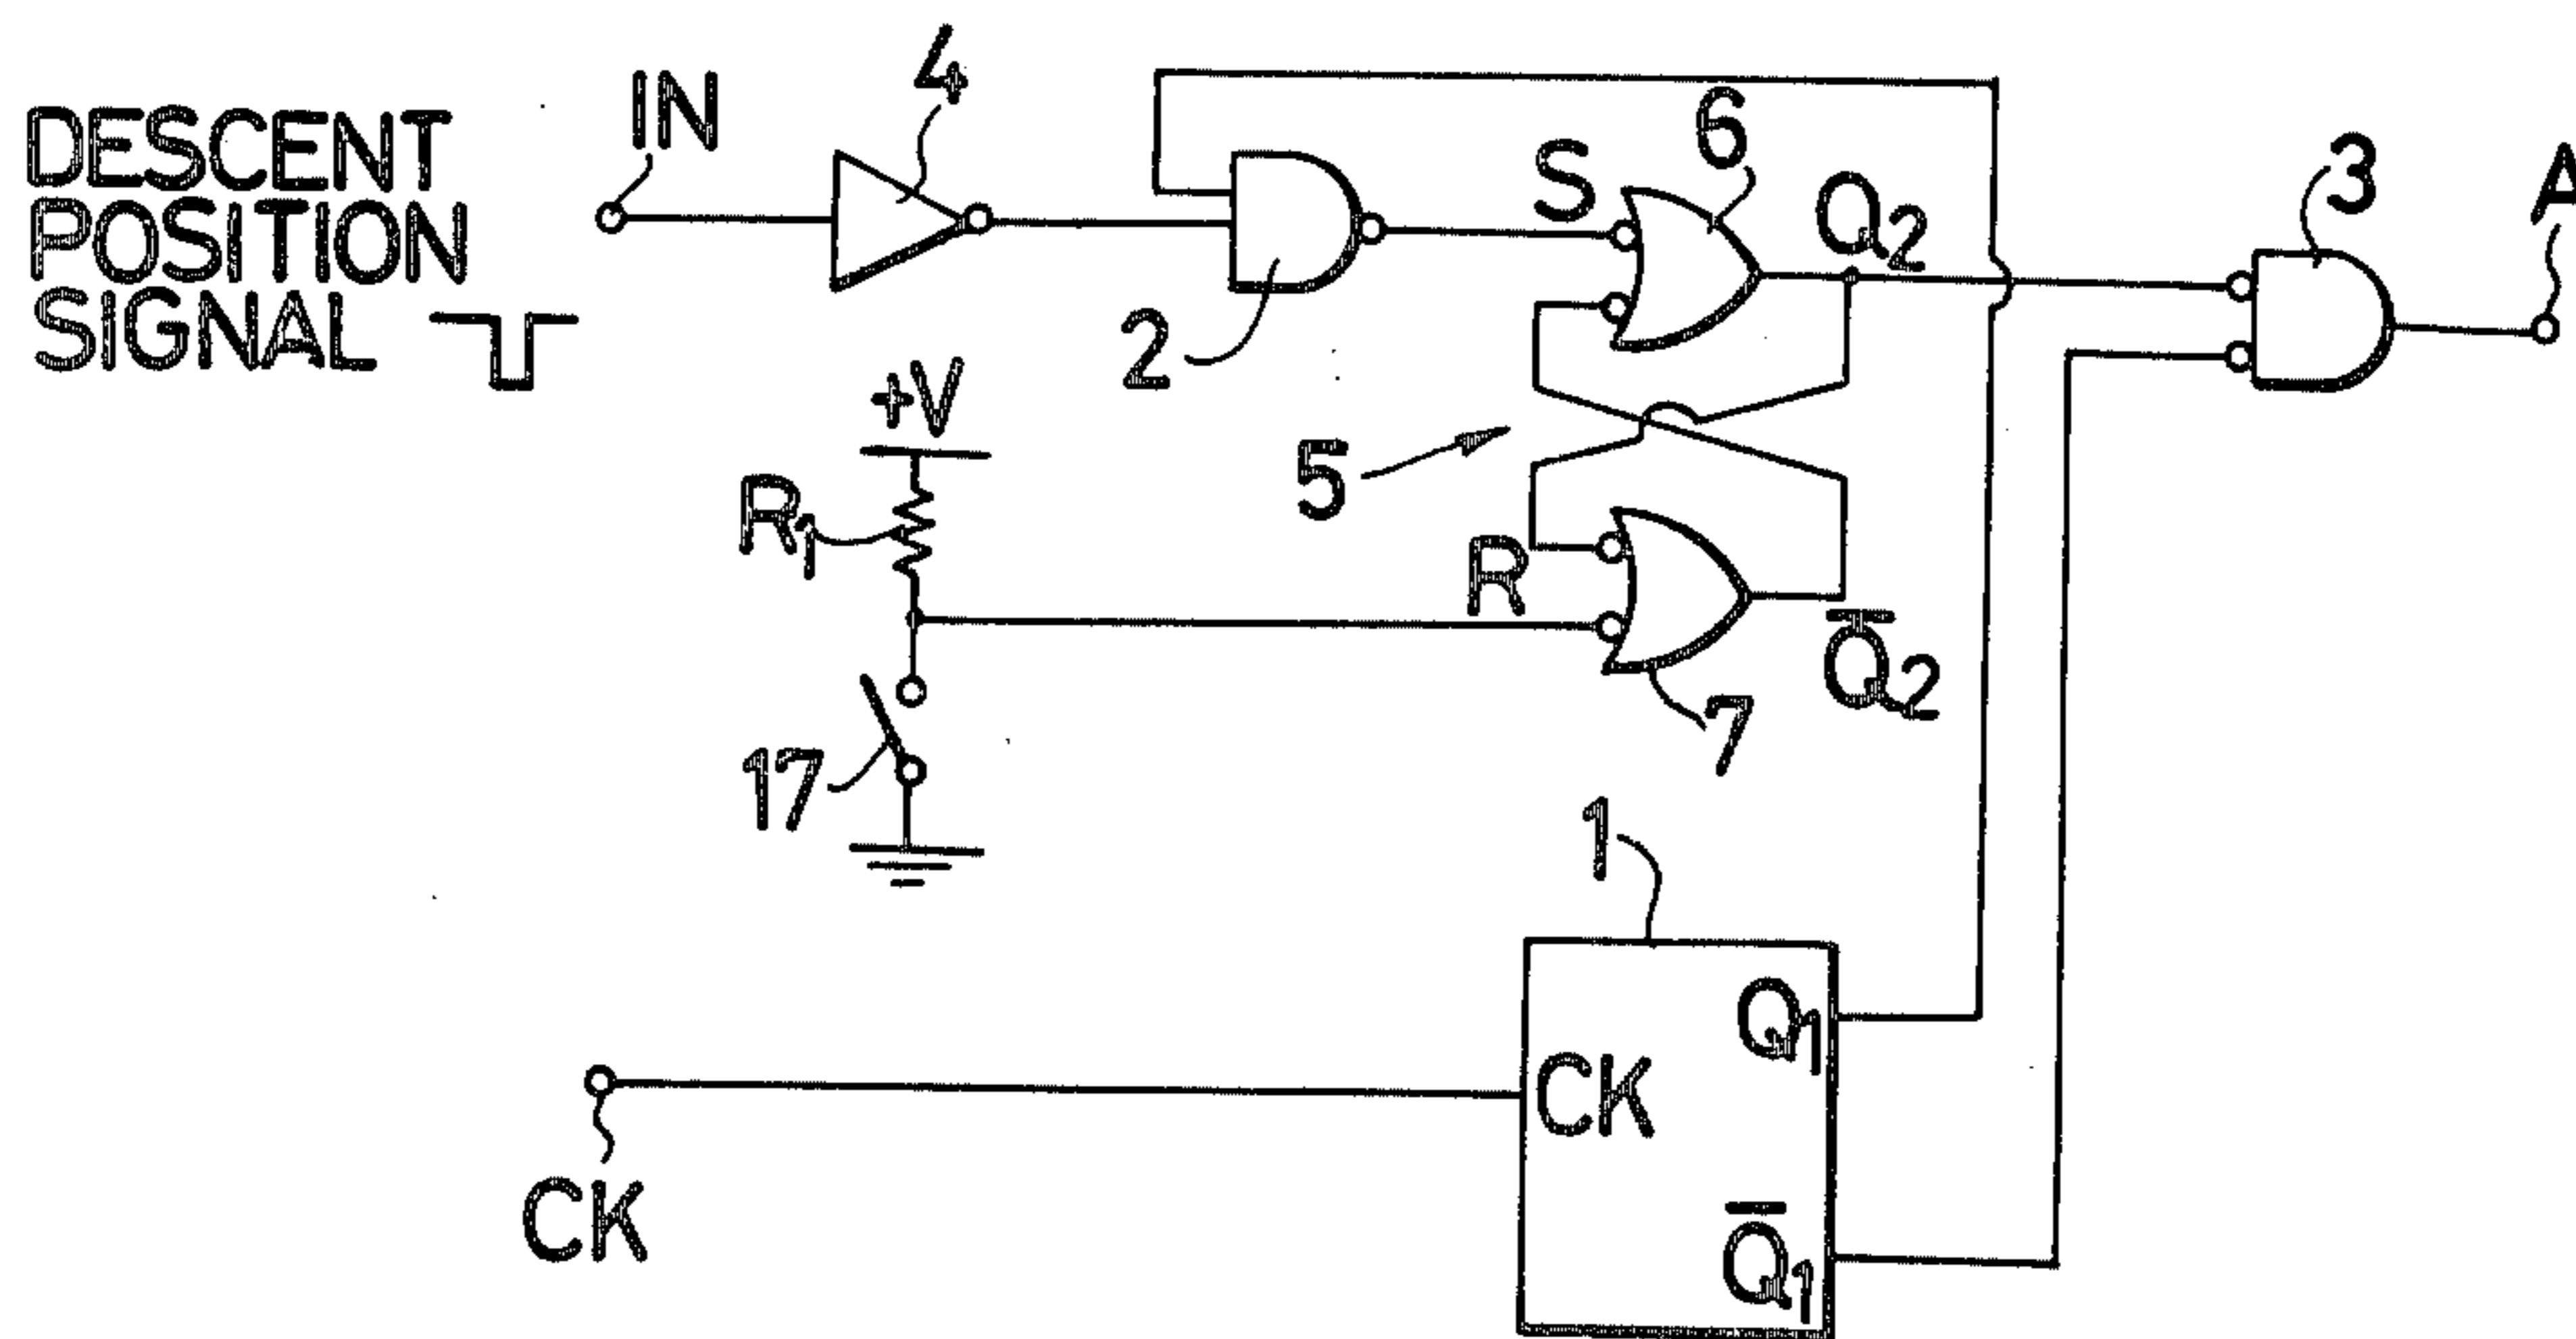 DESCENT
POSITION
SIGNAL
IN
4
2
S
6
Q2
3
A
+V
R1
5
R
7
Q̅2
17
1
CK
CK
Q1
Q̅1